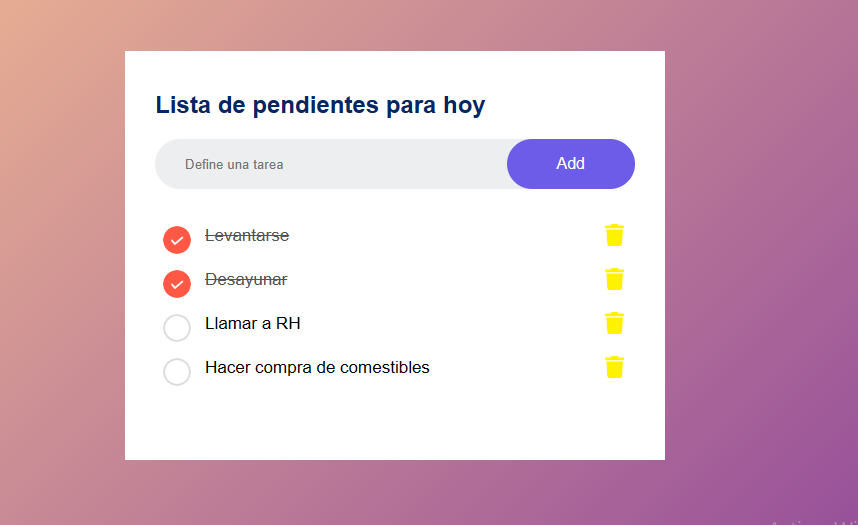 Lista de pendientes para hoy
Define una tarea
Add
Levantarse
Desayunar
Llamar a RH
Hacer compra de comestibles